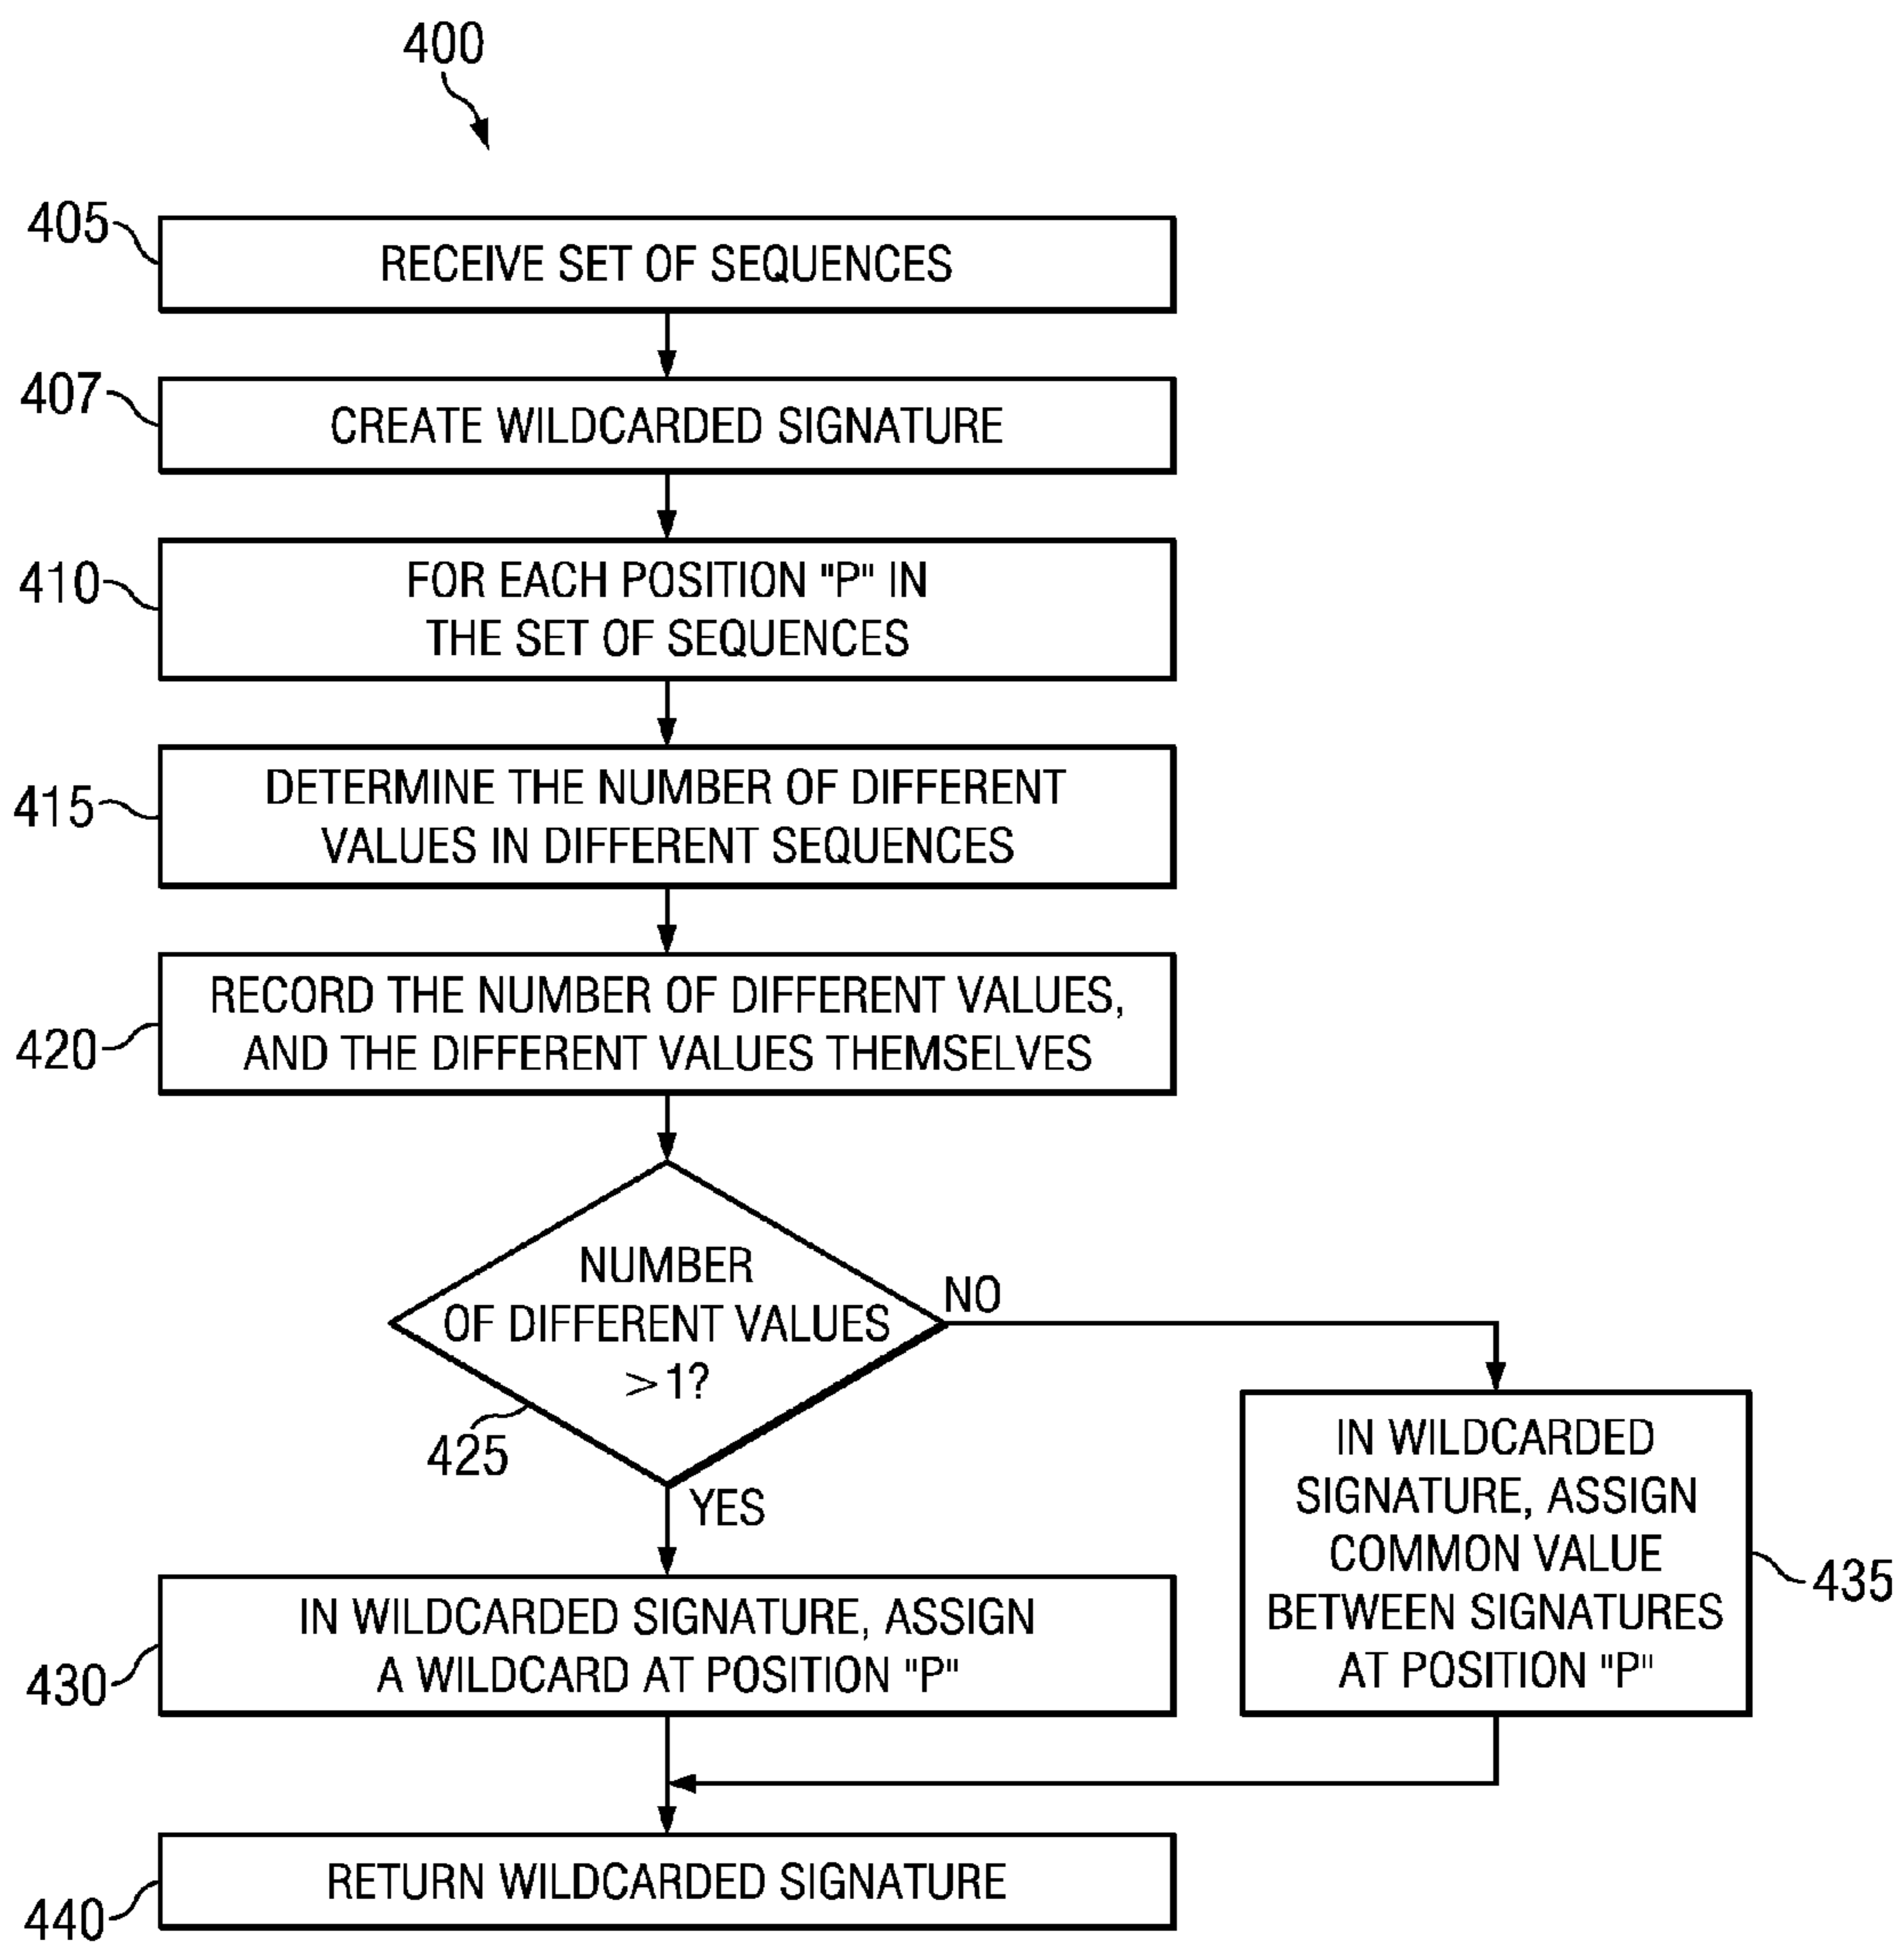 400
405
RECEIVE SET OF SEQUENCES
407
CREATE WILDCARDED SIGNATURE
410
FOR EACH POSITION "P" IN
THE SET OF SEQUENCES
415
DETERMINE THE NUMBER OF DIFFERENT
VALUES IN DIFFERENT SEQUENCES
420
RECORD THE NUMBER OF DIFFERENT VALUES,
AND THE DIFFERENT VALUES THEMSELVES
NUMBER
OF DIFFERENT VALUES
>1?
425
NO
YES
IN WILDCARDED SIGNATURE, ASSIGN
A WILDCARD AT POSITION "P"
430
IN WILDCARDED
SIGNATURE, ASSIGN
COMMON VALUE
BETWEEN SIGNATURES
AT POSITION "P"
435
RETURN WILDCARDED SIGNATURE
440